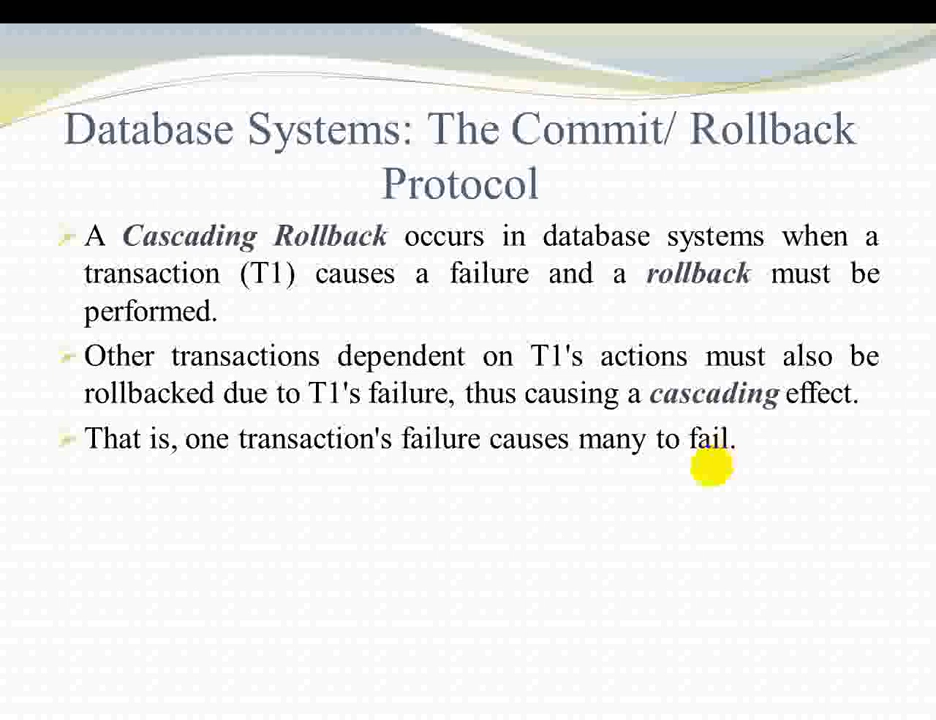 Database Systems: The Commit/ Rollback
Protocol
A Cascading Rollback occurs in database systems when a
transaction (T1) causes a failure and a rollback must be
performed.
Other transactions dependent on T1's actions must also be
rollbacked due to T1's failure, thus causing a cascading effect.
That is, one transaction's failure causes many to fail.